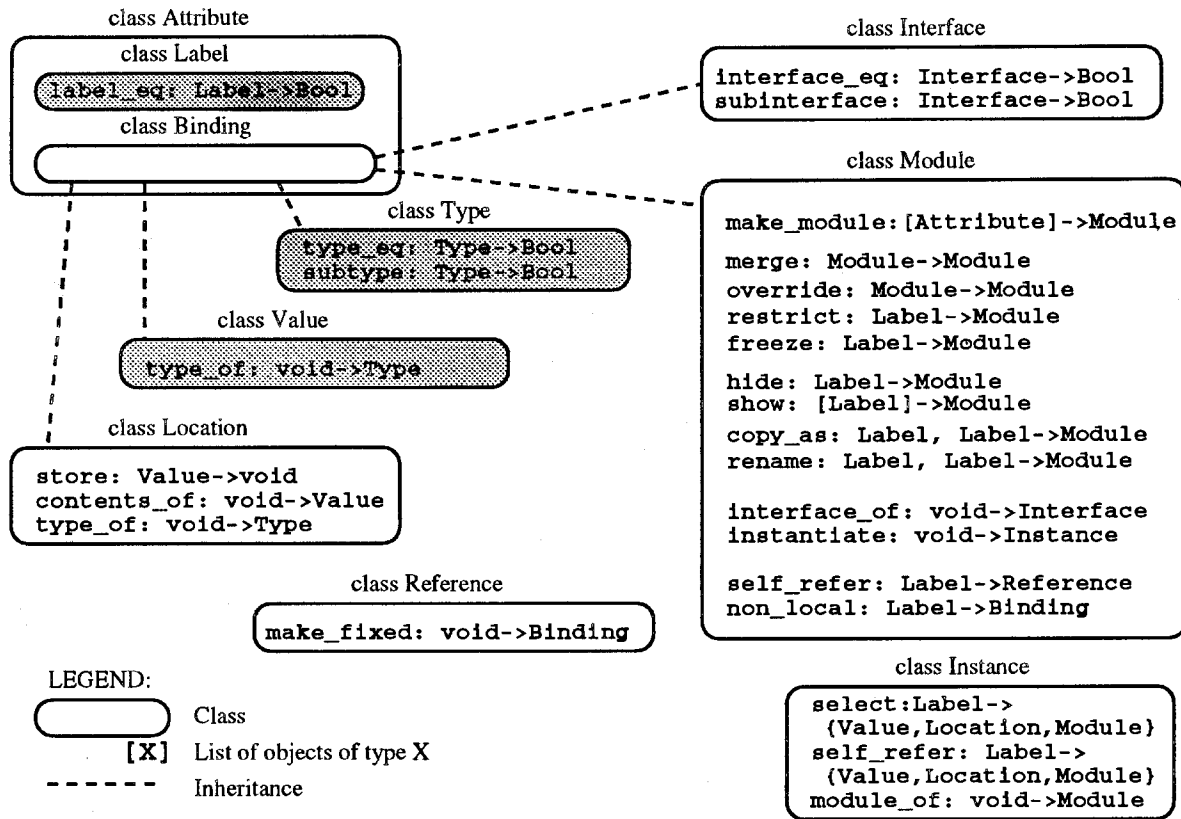 class Attribute
class Label
label_eq: Label->Bool
class Binding
class Type
type_eq: Type->Bool
subtype: Type->Bool
class Value
type_of: void->Type
class Location
store: Value->void
contents_of: void->Value
type_of: void->Type
class Reference
make_fixed: void->Binding
LEGEND:
Class
[X] List of objects of type X
Inheritance
class Interface
interface_eq: Interface->Bool
subinterface: Interface->Bool
class Module
make_module:[Attribute]->Module
merge: Module->Module
override: Module->Module
restrict: Label->Module
freeze: Label->Module
hide: Label->Module
show: [Label]->Module
copy_as: Label, Label->Module
rename: Label, Label->Module
interface_of: void->Interface
instantiate: void->Instance
self_refer: Label->Reference
non_local: Label->Binding
class Instance
select:Label->
{Value,Location,Module}
self_refer: Label->
{Value,Location,Module}
module_of: void->Module